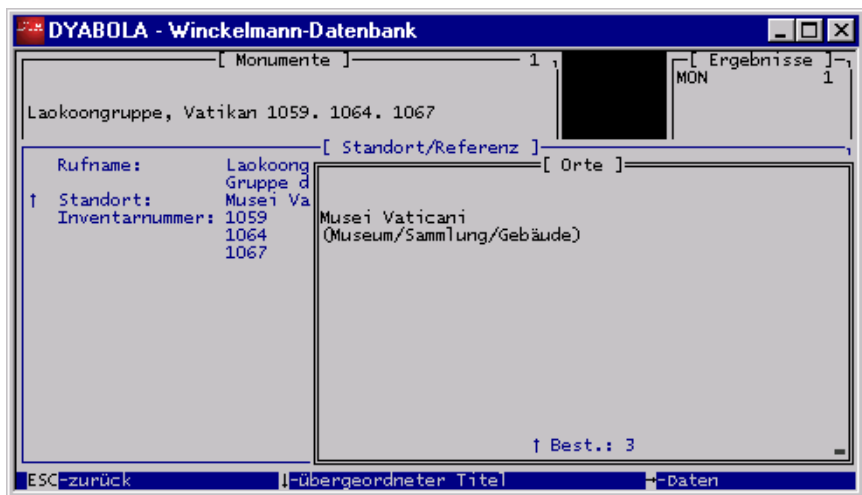 DYABOLA - Winckelmann-Datenbank
[ Monumente ] 1
[ Ergebnisse ]
MON 1
Laokoongruppe, Vatikan 1059. 1064. 1067
[ Standort/Referenz ]
[ Orte ]
Rufname: Laokoong
Gruppe d
↑ Standort: Musei Va
Inventarnummer: 1059
1064
1067
Musei Vaticani
(Museum/Sammlung/Gebäude)
↑ Best.: 3
ESC-zurück ↓-übergeordneter Titel →-Daten